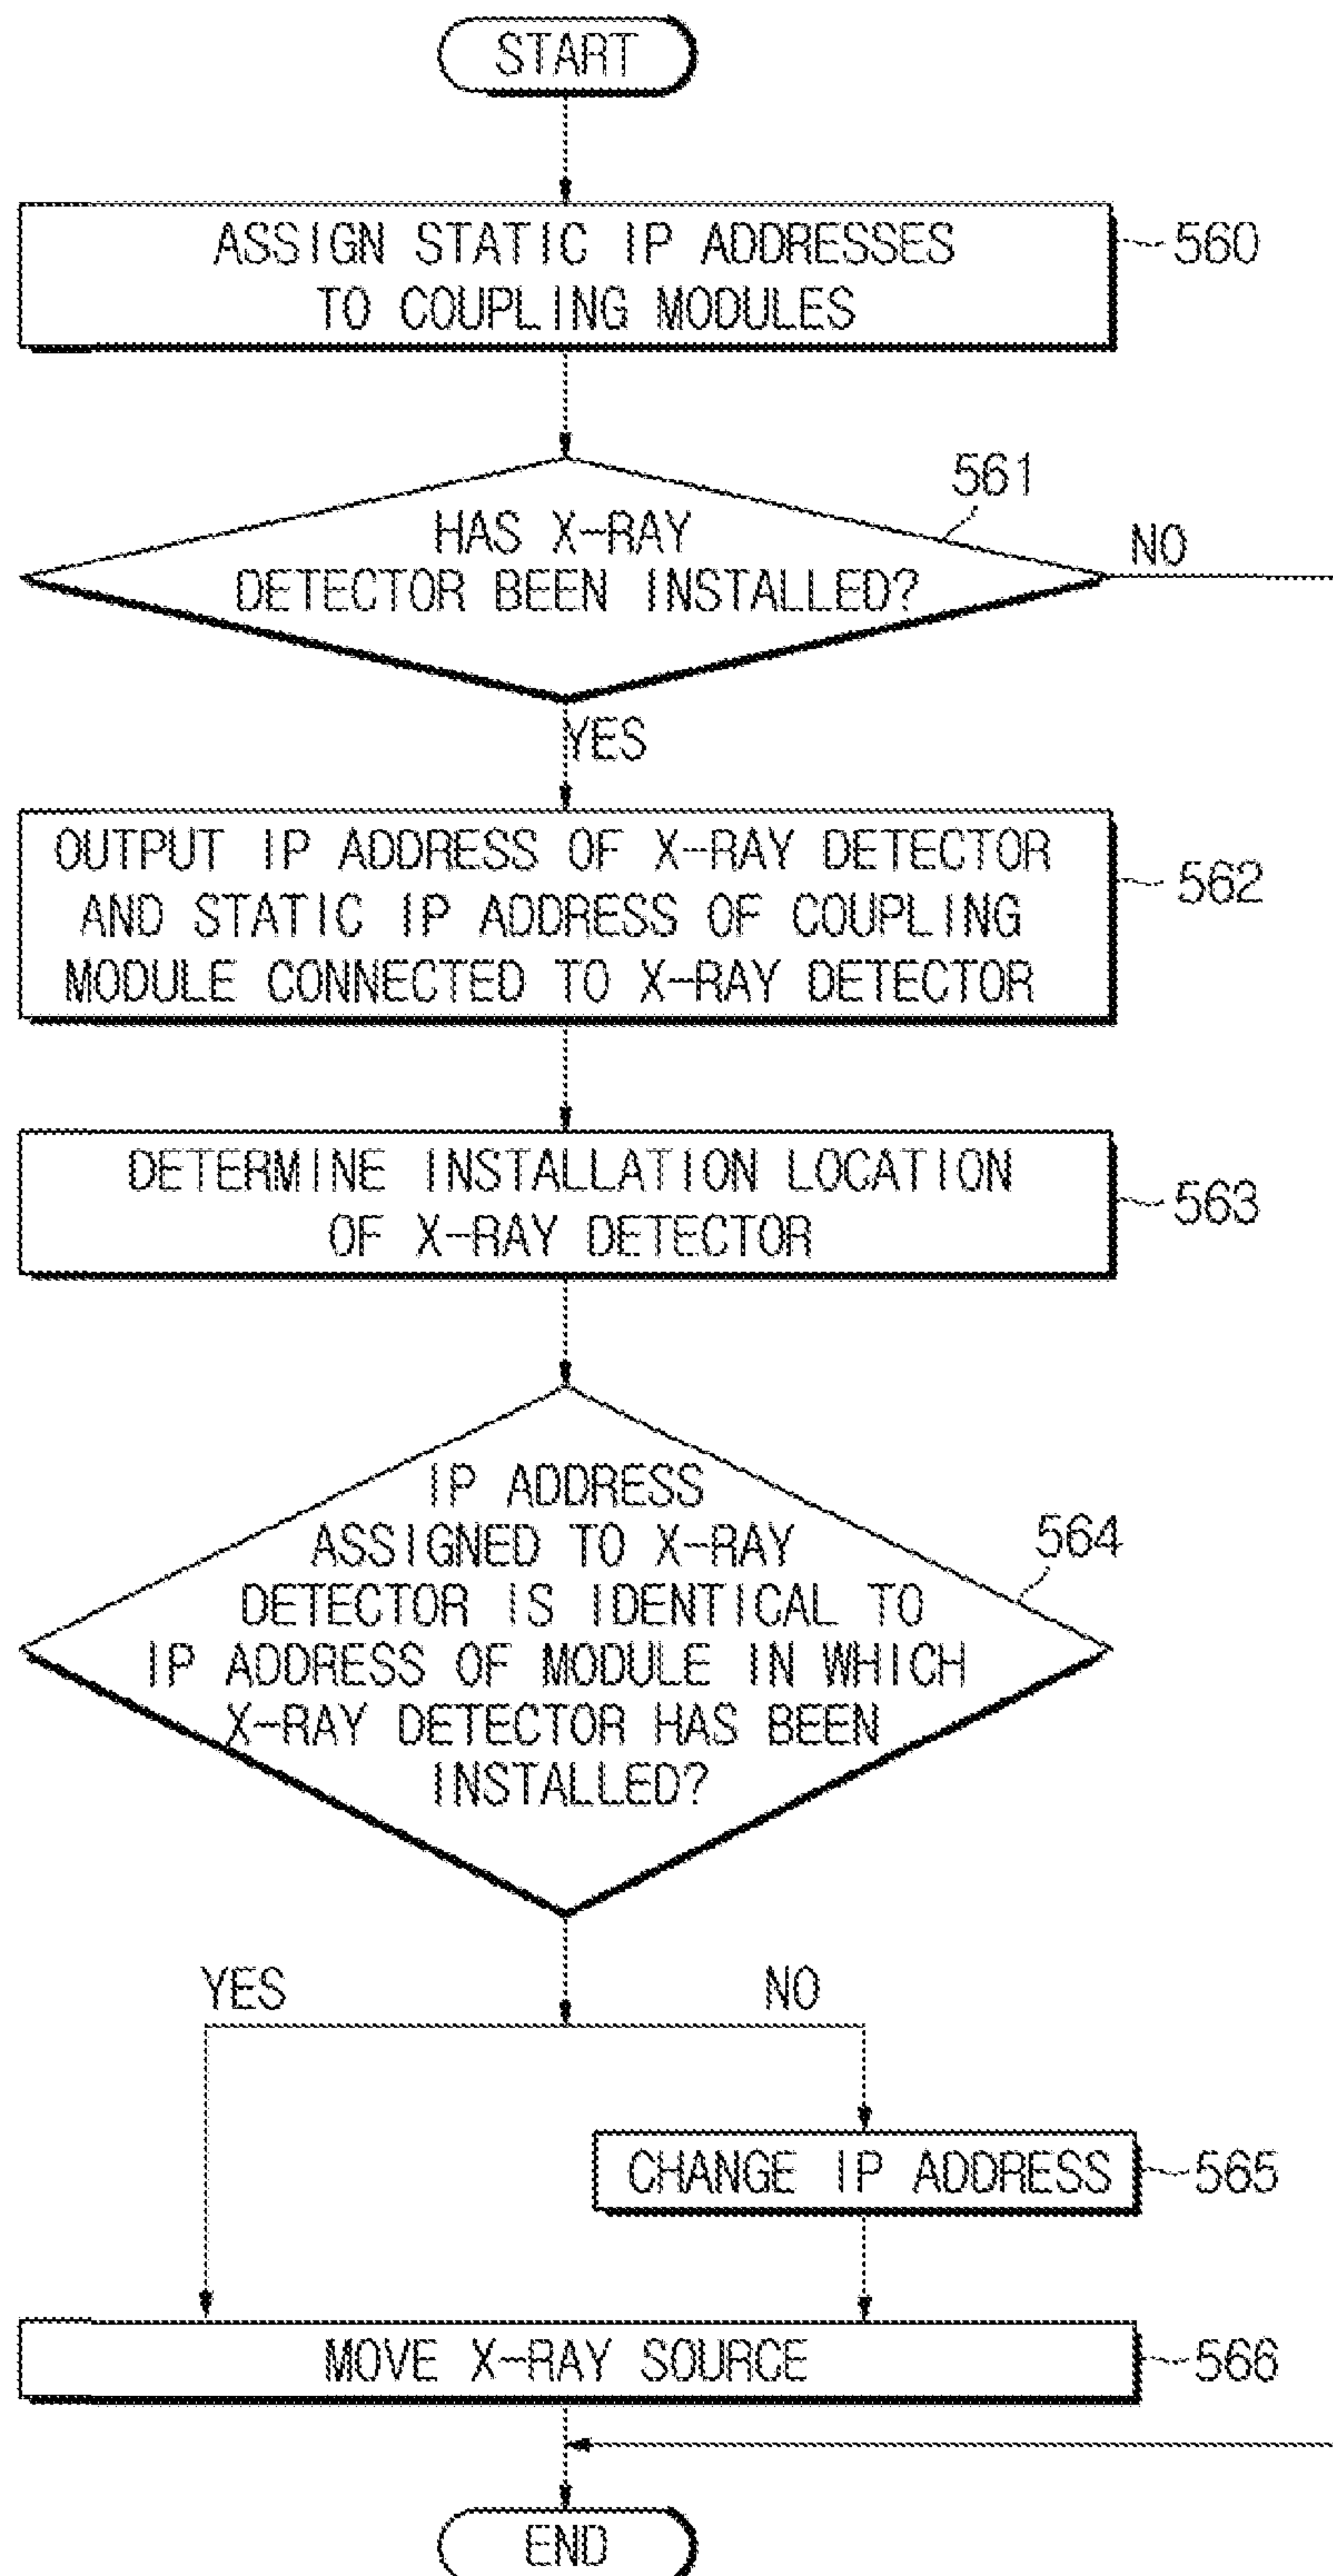 START
ASSIGN STATIC IP ADDRESSES
TO COUPLING MODULES
560
561
HAS X-RAY
DETECTOR BEEN INSTALLED?
NO
YES
OUTPUT IP ADDRESS OF X-RAY DETECTOR
AND STATIC IP ADDRESS OF COUPLING
MODULE CONNECTED TO X-RAY DETECTOR
562
DETERMINE INSTALLATION LOCATION
OF X-RAY DETECTOR
563
IP ADDRESS
ASSIGNED TO X-RAY
DETECTOR IS IDENTICAL TO
IP ADDRESS OF MODULE IN WHICH
X-RAY DETECTOR HAS BEEN
INSTALLED?
564
YES
NO
CHANGE IP ADDRESS
565
MOVE X-RAY SOURCE
566
END